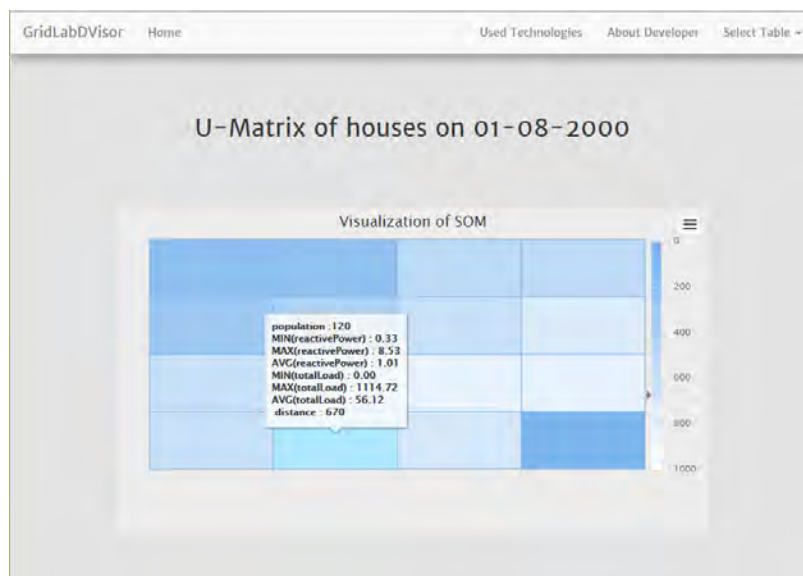 GridLabDVisor Home Used Technologies About Developer Select Table
U-Matrix of houses on 01-08-2000
Visualization of SOM
0
200
400
600
800
1000
population :120
MIN(reactivePower) : 0.33
MAX(reactivePower) : 8.53
AVG(reactivePower) : 1.01
MIN(totalLoad) : 0.00
MAX(totalLoad) : 1114.72
AVG(totalLoad) : 56.12
distance : 670